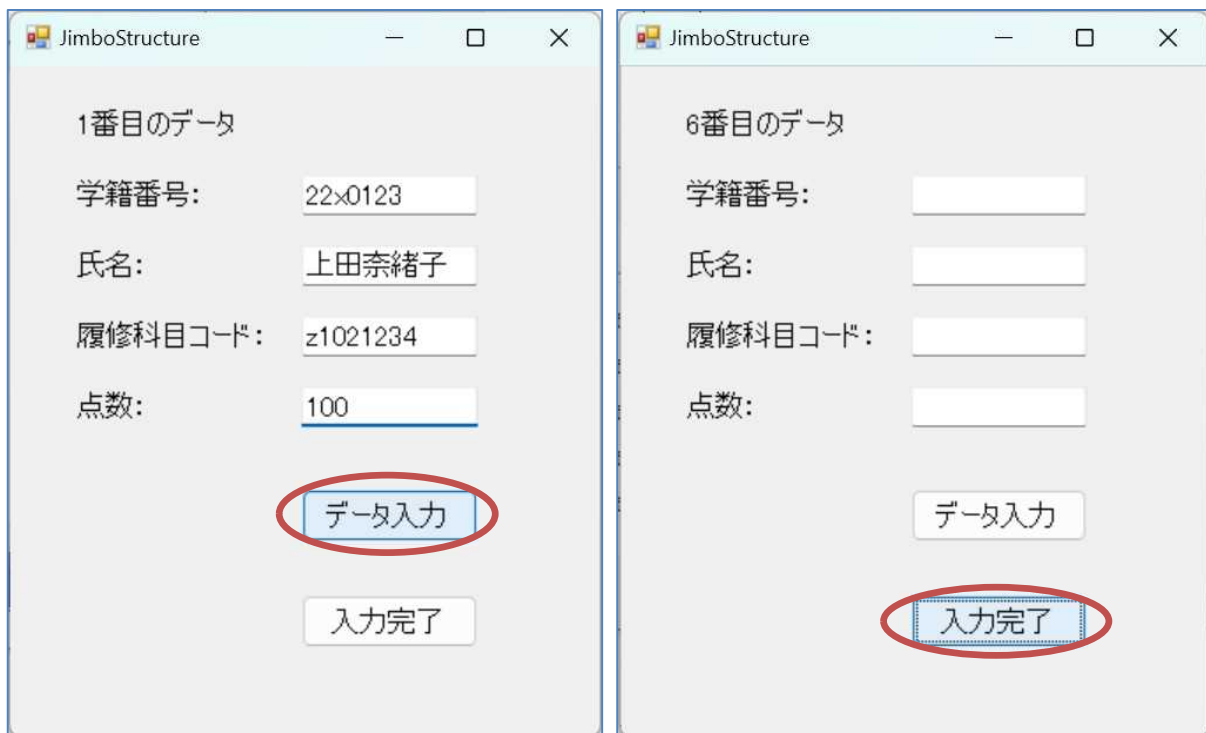 JimboStructure
1番目のデータ
学籍番号:
22x0123
氏名:
上田奈緒子
履修科目コード:
z1021234
点数:
100
データ入力
入力完了
JimboStructure
6番目のデータ
学籍番号:
氏名:
履修科目コード:
点数:
データ入力
入力完了